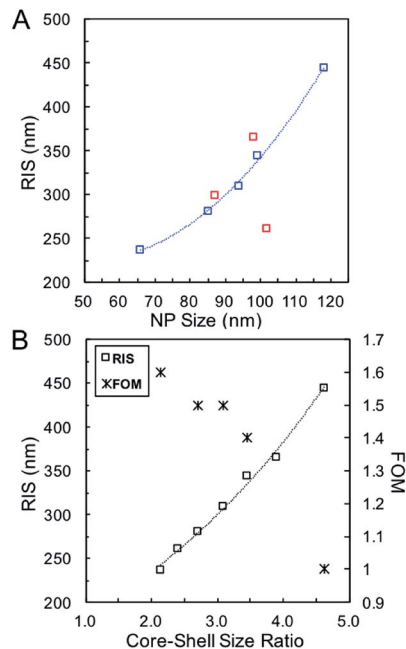 A
500
450
400
350
300
250
200
RIS (nm)
50 60 70 80 90 100 110 120
NP Size (nm)
B
500
450
400
350
300
250
200
RIS (nm)
RIS
FOM
1.7
1.6
1.5
1.4
1.3
1.2
1.1
1
0.9
FOM
1.0 2.0 3.0 4.0 5.0
Core-Shell Size Ratio